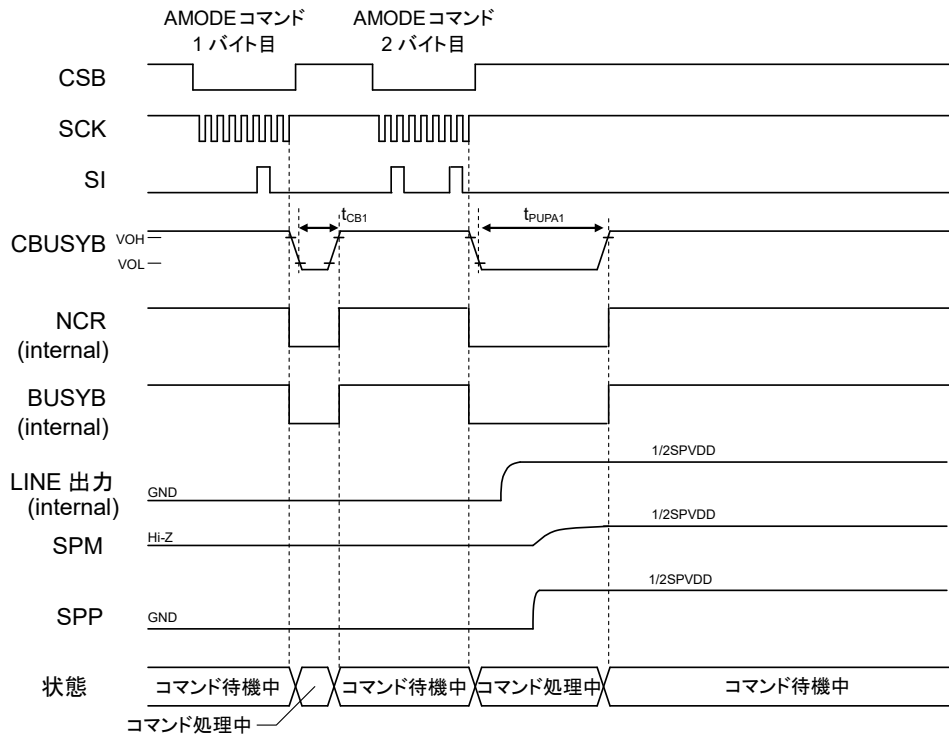 AMODEコマンド
1 バイト目
AMODEコマンド
2 バイト目
CSB
SCK
SI
tCB1
tPUPA1
CBUSYB
VOH
VOL
NCR
(internal)
BUSYB
(internal)
LINE 出力
(internal)
GND
1/2SPVDD
SPM
Hi-Z
1/2SPVDD
SPP
GND
1/2SPVDD
状態
コマンド待機中
コマンド待機中
コマンド処理中
コマンド待機中
コマンド処理中